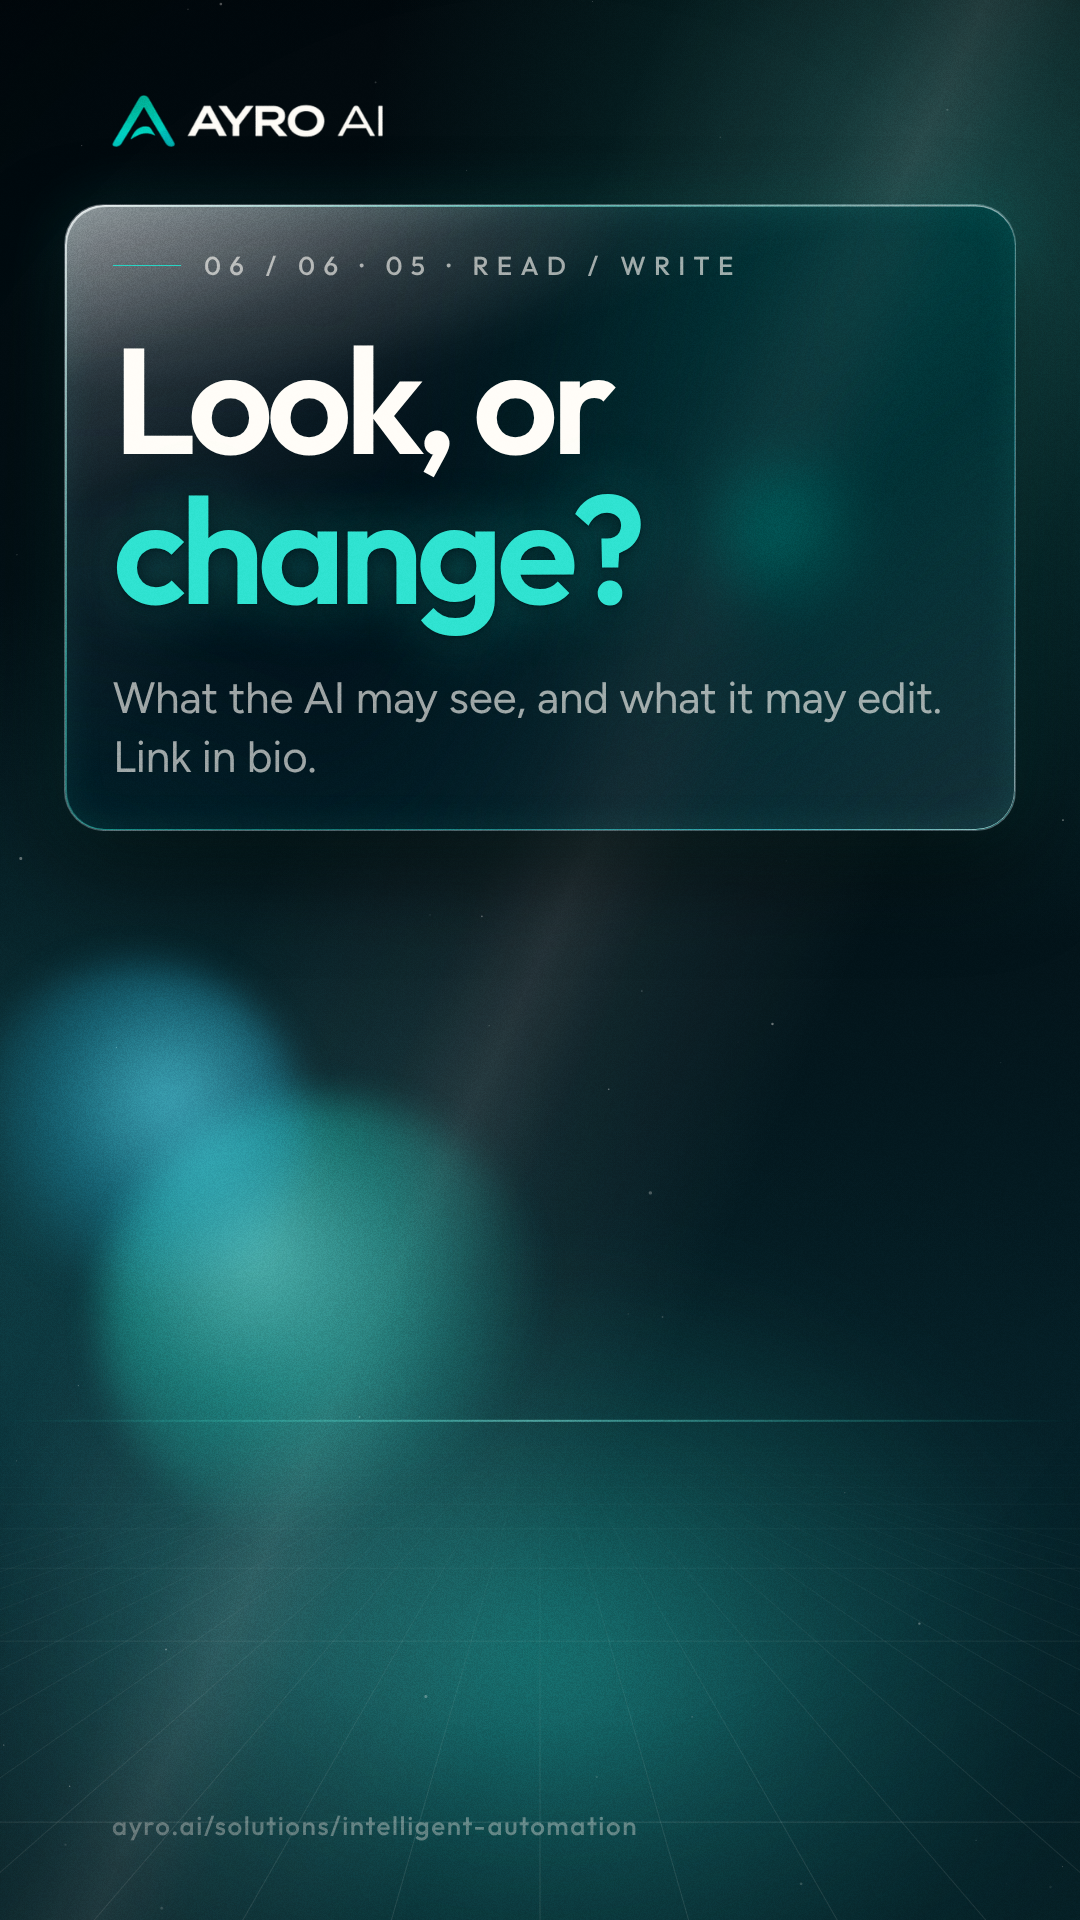 AYRO AI
06 / 06 · 05 · READ / WRITE
Look, or
change?
What the AI may see, and what it may edit.
Link in bio.
ayro.ai/solutions/intelligent-automation